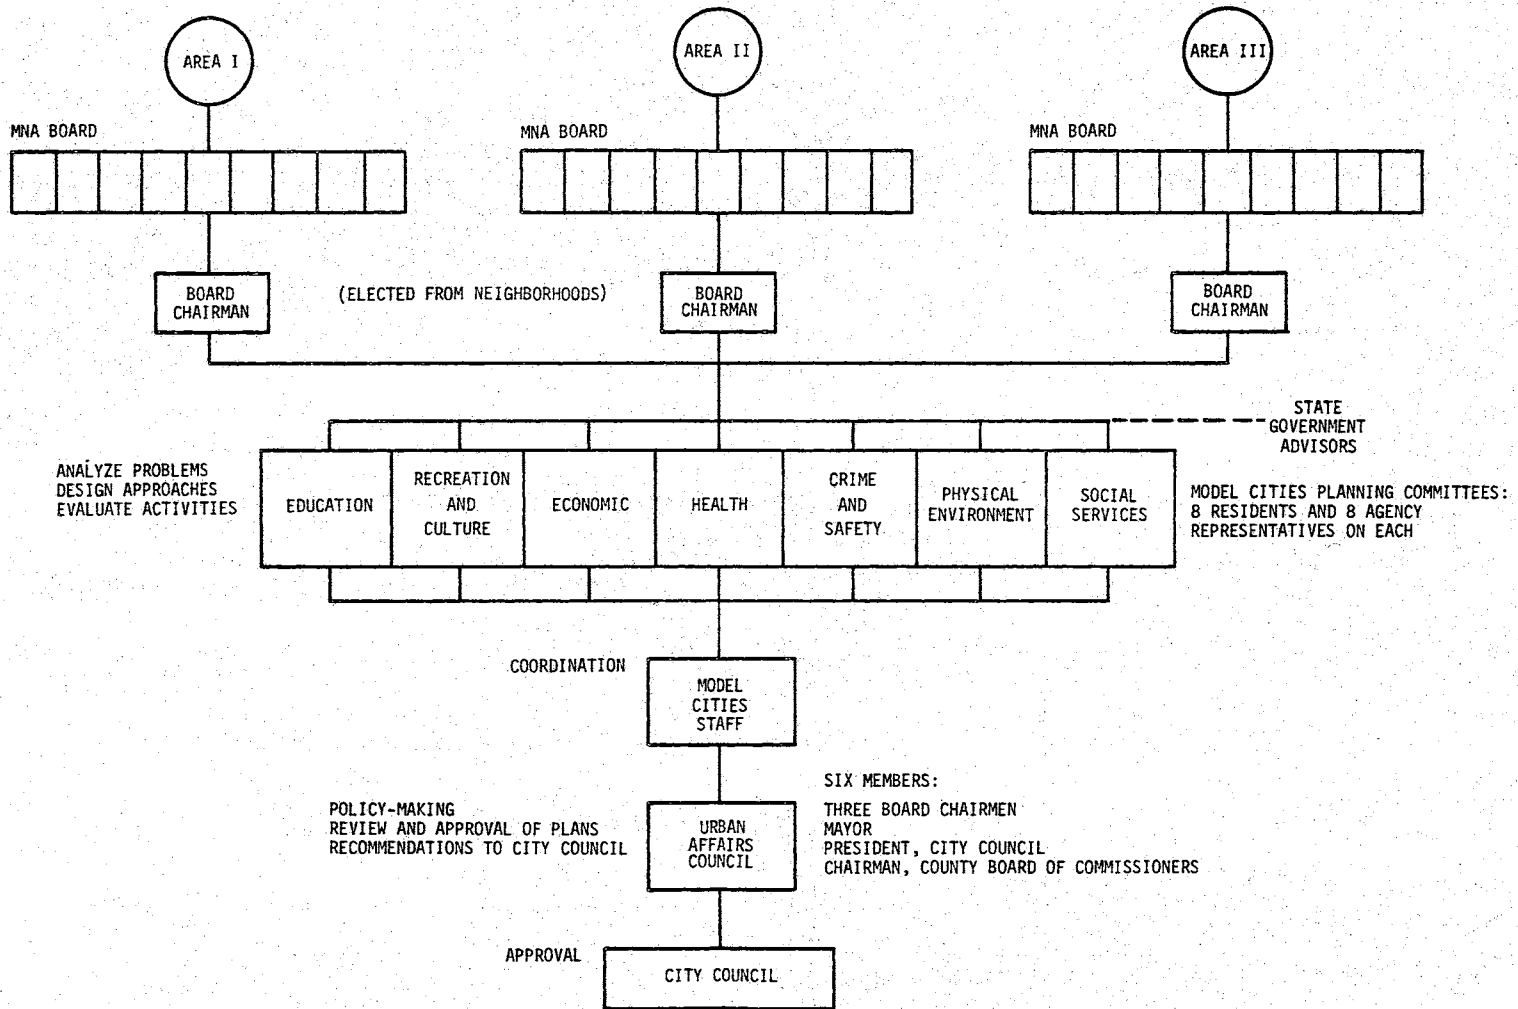 AREA I
AREA II
AREA III
MNA BOARD
MNA BOARD
MNA BOARD
BOARD
CHAIRMAN
(ELECTED FROM NEIGHBORHOODS)
BOARD
CHAIRMAN
BOARD
CHAIRMAN
STATE
GOVERNMENT
ADVISORS
ANALYZE PROBLEMS
DESIGN APPROACHES
EVALUATE ACTIVITIES
EDUCATION
RECREATION
AND
CULTURE
ECONOMIC
HEALTH
CRIME
AND
SAFETY
PHYSICAL
ENVIRONMENT
SOCIAL
SERVICES
MODEL CITIES PLANNING COMMITTEES:
8 RESIDENTS AND 8 AGENCY
REPRESENTATIVES ON EACH
COORDINATION
MODEL
CITIES
STAFF
POLICY-MAKING
REVIEW AND APPROVAL OF PLANS
RECOMMENDATIONS TO CITY COUNCIL
URBAN
AFFAIRS
COUNCIL
SIX MEMBERS:
THREE BOARD CHAIRMEN
MAYOR
PRESIDENT, CITY COUNCIL
CHAIRMAN, COUNTY BOARD OF COMMISSIONERS
APPROVAL
CITY COUNCIL